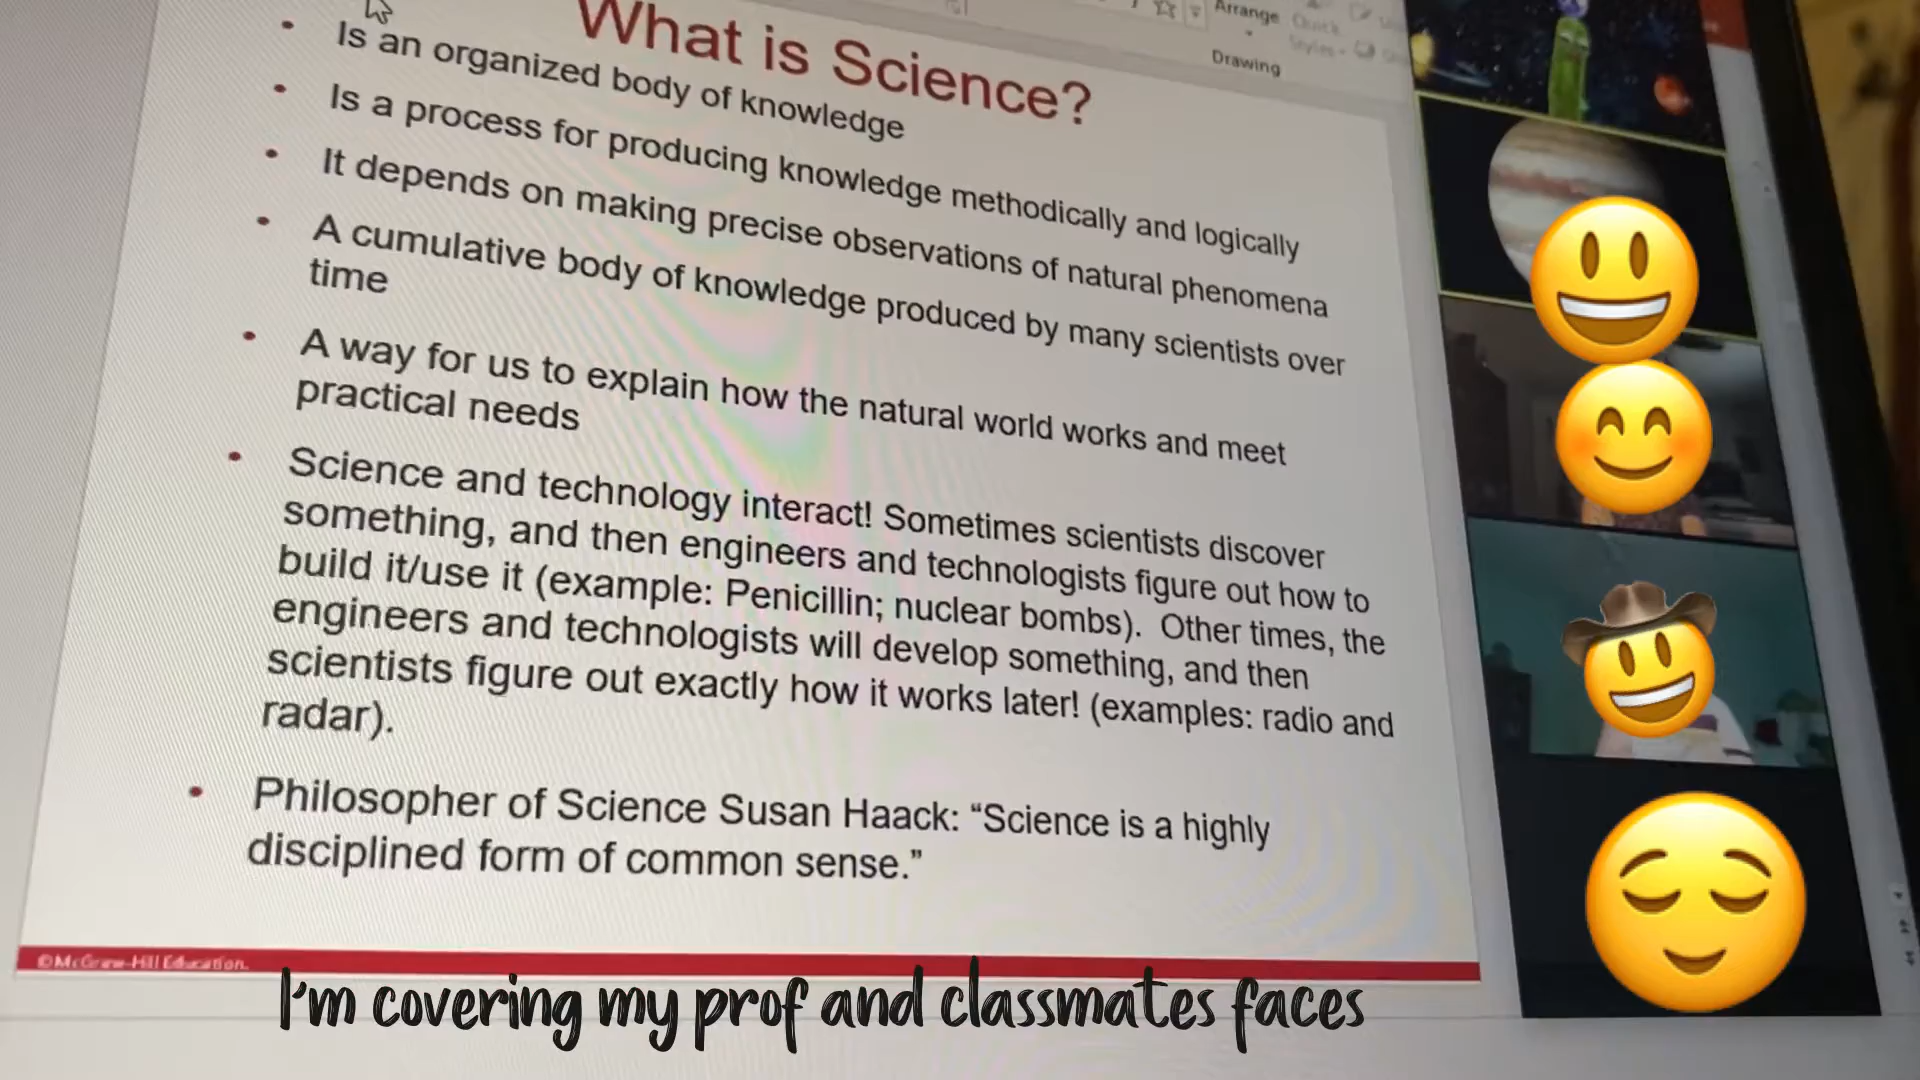 Arrange
Quick
Styles
Drawing
What is Science?
• Is an organized body of knowledge
• Is a process for producing knowledge methodically and logically
• It depends on making precise observations of natural phenomena
• A cumulative body of knowledge produced by many scientists over
time
• A way for us to explain how the natural world works and meet
practical needs
• Science and technology interact! Sometimes scientists discover
something, and then engineers and technologists figure out how to
build it/use it (example: Penicillin; nuclear bombs). Other times, the
engineers and technologists will develop something, and then
scientists figure out exactly how it works later! (examples: radio and
radar).
• Philosopher of Science Susan Haack: “Science is a highly
disciplined form of common sense.”
©McGraw-Hill Education.
I'm covering my prof and classmates faces